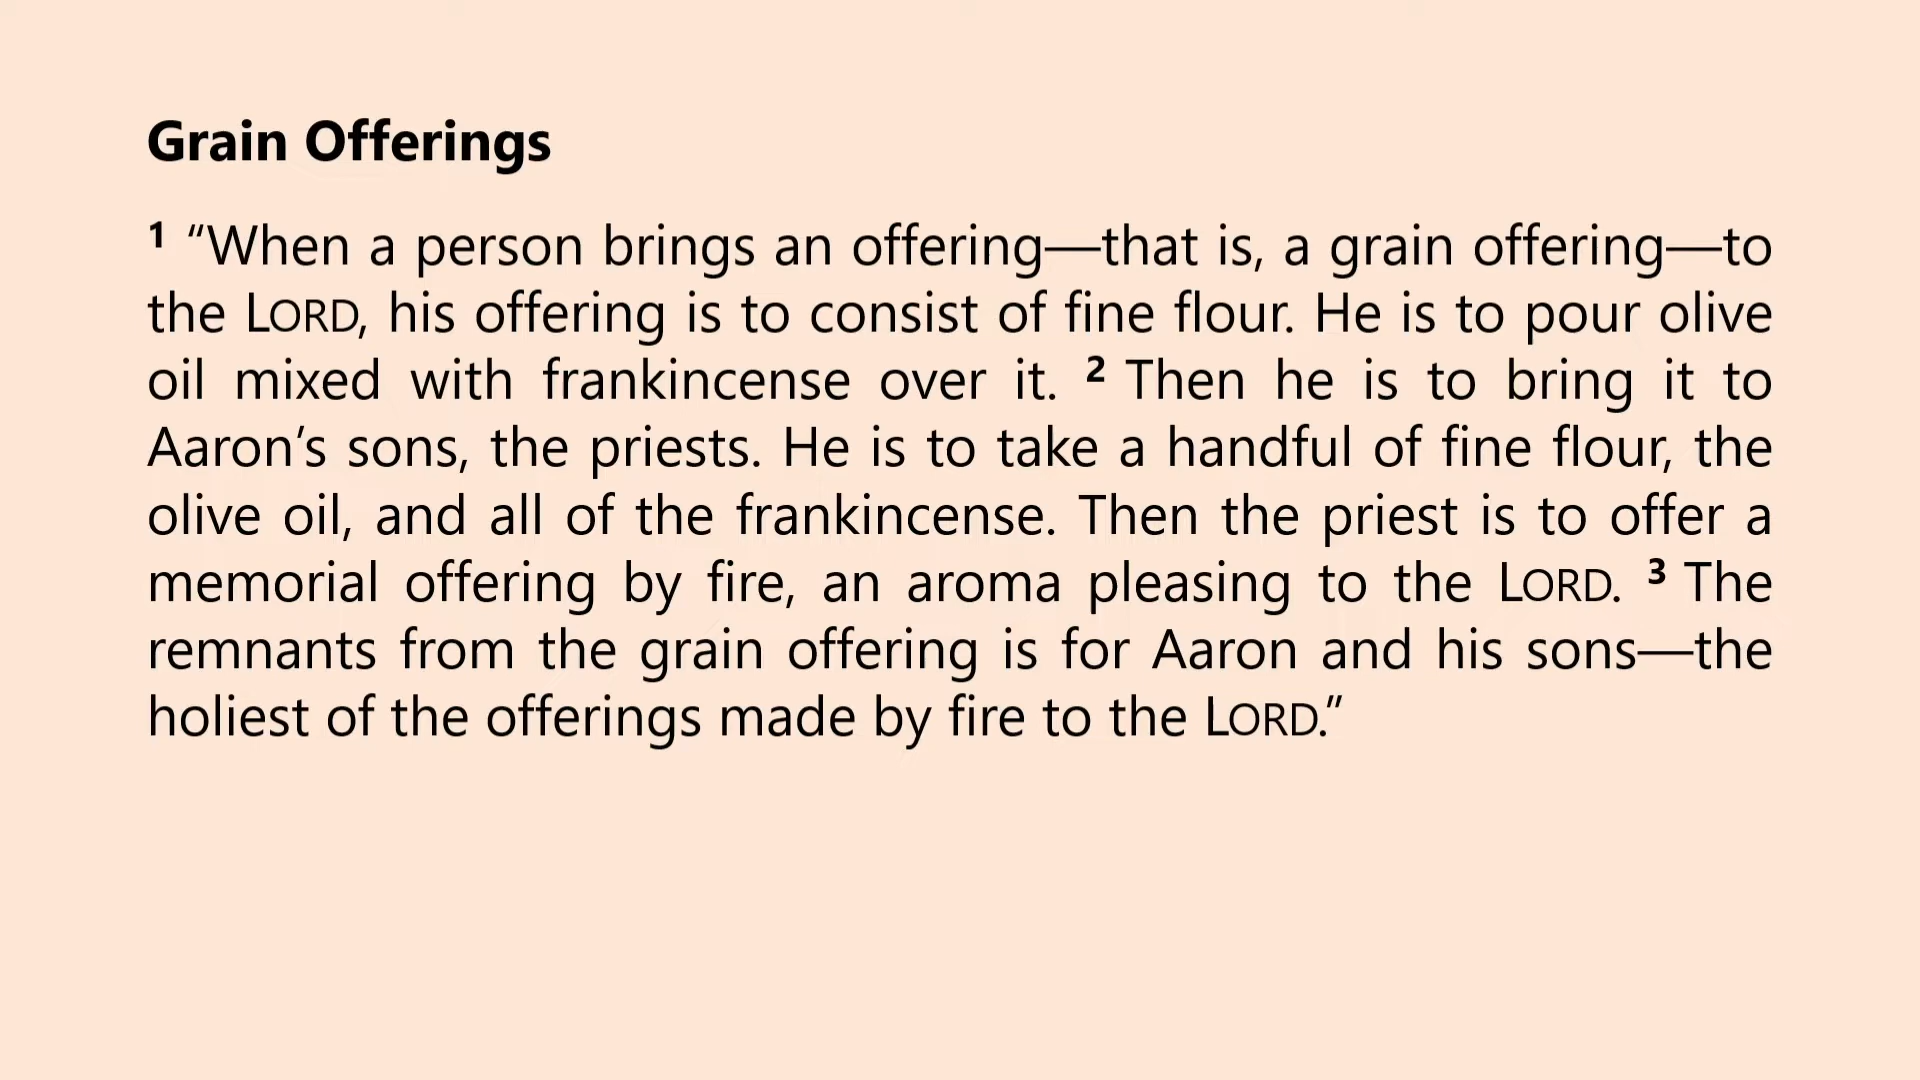 Grain Offerings
1 “When a person brings an offering—that is, a grain offering—to
the LORD, his offering is to consist of fine flour. He is to pour olive
oil mixed with frankincense over it. 2 Then he is to bring it to
Aaron’s sons, the priests. He is to take a handful of fine flour, the
olive oil, and all of the frankincense. Then the priest is to offer a
memorial offering by fire, an aroma pleasing to the LORD. 3 The
remnants from the grain offering is for Aaron and his sons—the
holiest of the offerings made by fire to the LORD.”